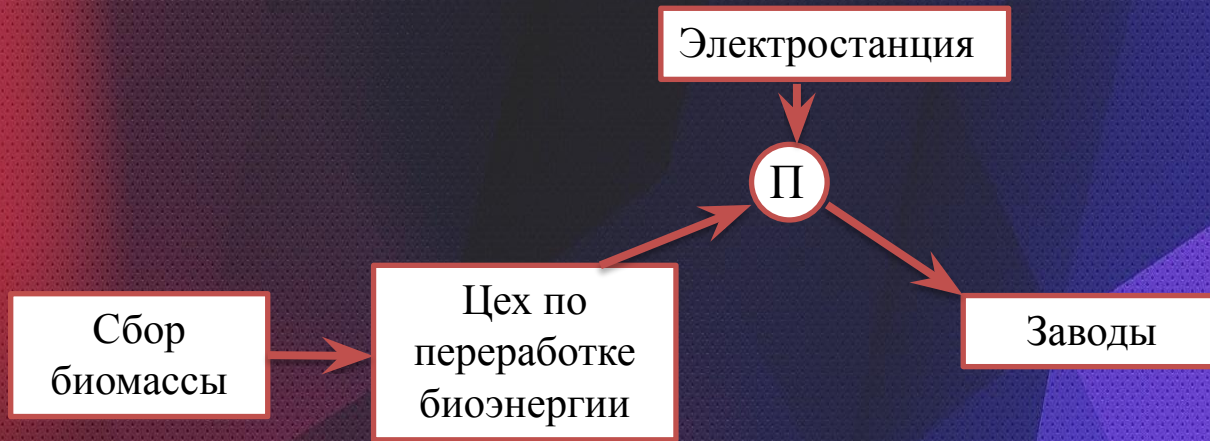 Электростанция
П
Сбор
биомассы
Цех по
переработке
биоэнергии
Заводы